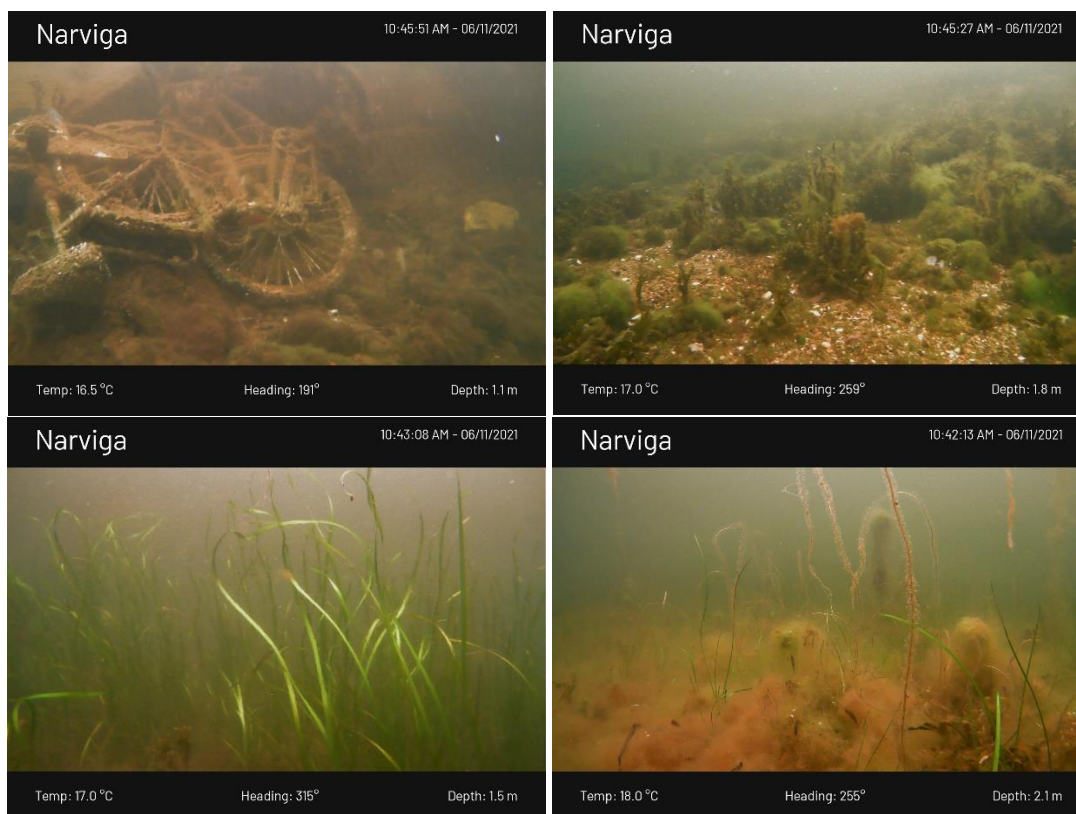 Narviga 10:45:51 AM - 06/11/2021
Temp: 16.5 °C Heading: 191° Depth: 1.1 m
Narviga 10:45:27 AM - 06/11/2021
Temp: 17.0 °C Heading: 259° Depth: 1.8 m
Narviga 10:43:08 AM - 06/11/2021
Temp: 17.0 °C Heading: 315° Depth: 1.5 m
Narviga 10:42:13 AM - 06/11/2021
Temp: 18.0 °C Heading: 255° Depth: 2.1 m